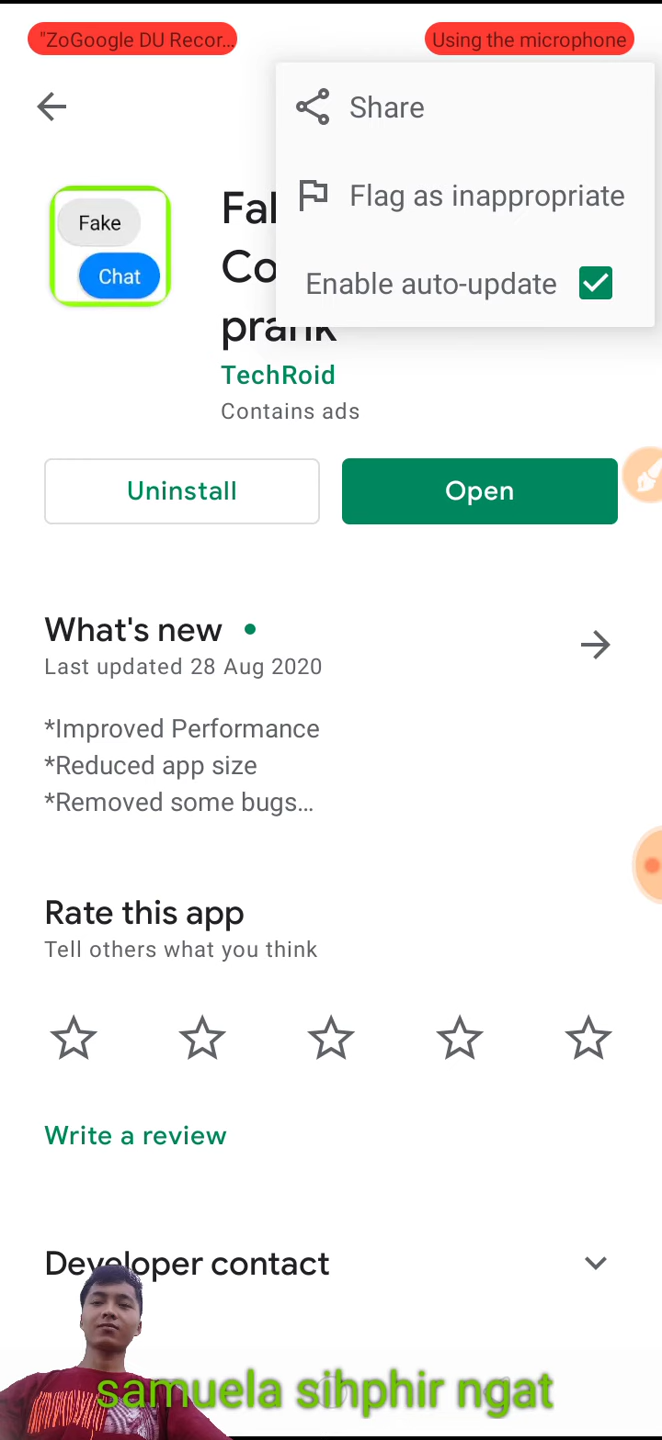 "ZoGoogle DU Recor...
Using the microphone
Share
Flag as inappropriate
Enable auto-update
Fake
Chat
prank
TechRoid
Contains ads
Uninstall
Open
What's new
Last updated 28 Aug 2020
*Improved Performance
*Reduced app size
*Removed some bugs...
Rate this app
Tell others what you think
Write a review
Developer contact
samuela sihphir ngat